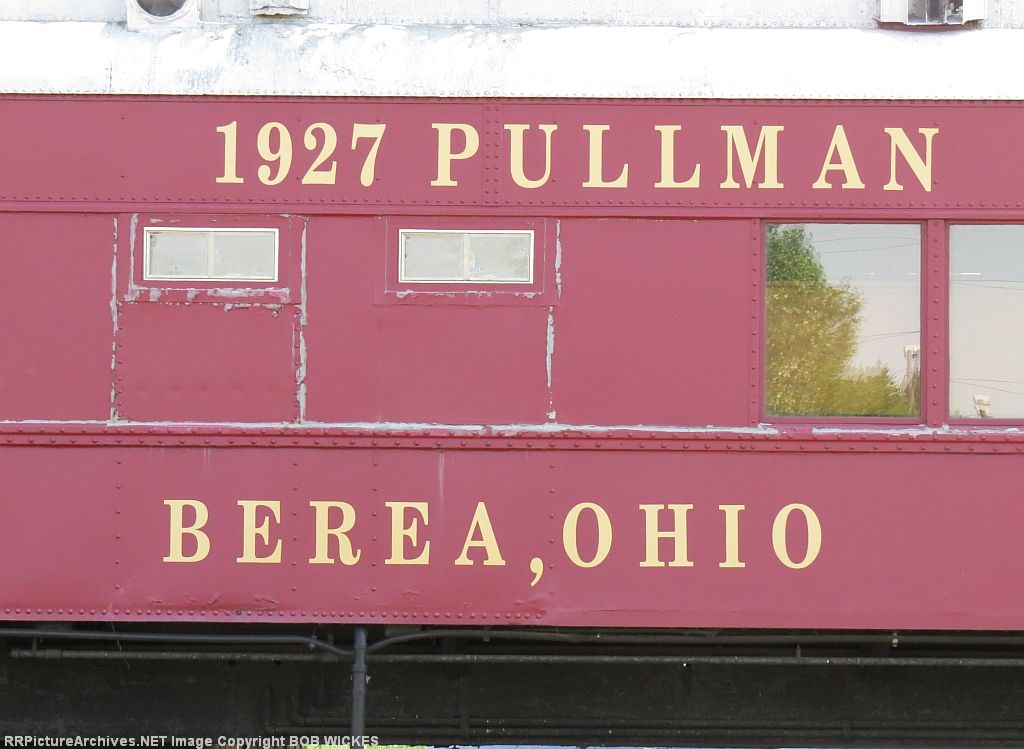 1927 PULLMAN
BEREA, OHIO
RRPictureArchives.NET Image Copyright BOB WICKES